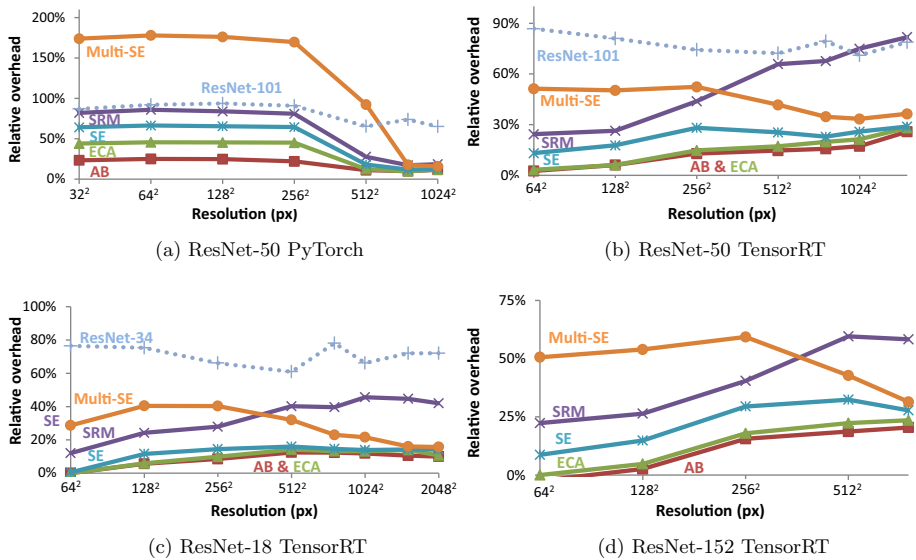 Relative overhead
200%
150%
100%
50%
0%
Multi-SE
ResNet-101
SRM
SE
ECA
AB
32² 64² 128² 256² 512² 1024²
Resolution (px)
(a) ResNet-50 PyTorch
Relative overhead
90%
60%
30%
0%
ResNet-101
Multi-SE
SRM
SE
AB & ECA
64² 128² 256² 512² 1024²
Resolution (px)
(b) ResNet-50 TensorRT
Relative overhead
100%
80%
60%
40%
20%
0%
ResNet-34
Multi-SE
SE
SRM
SE
AB & ECA
64² 128² 256² 512² 1024² 2048²
Resolution (px)
(c) ResNet-18 TensorRT
Relative overhead
75%
50%
25%
0%
Multi-SE
SRM
SE
ECA
AB
64² 128² 256² 512²
Resolution (px)
(d) ResNet-152 TensorRT